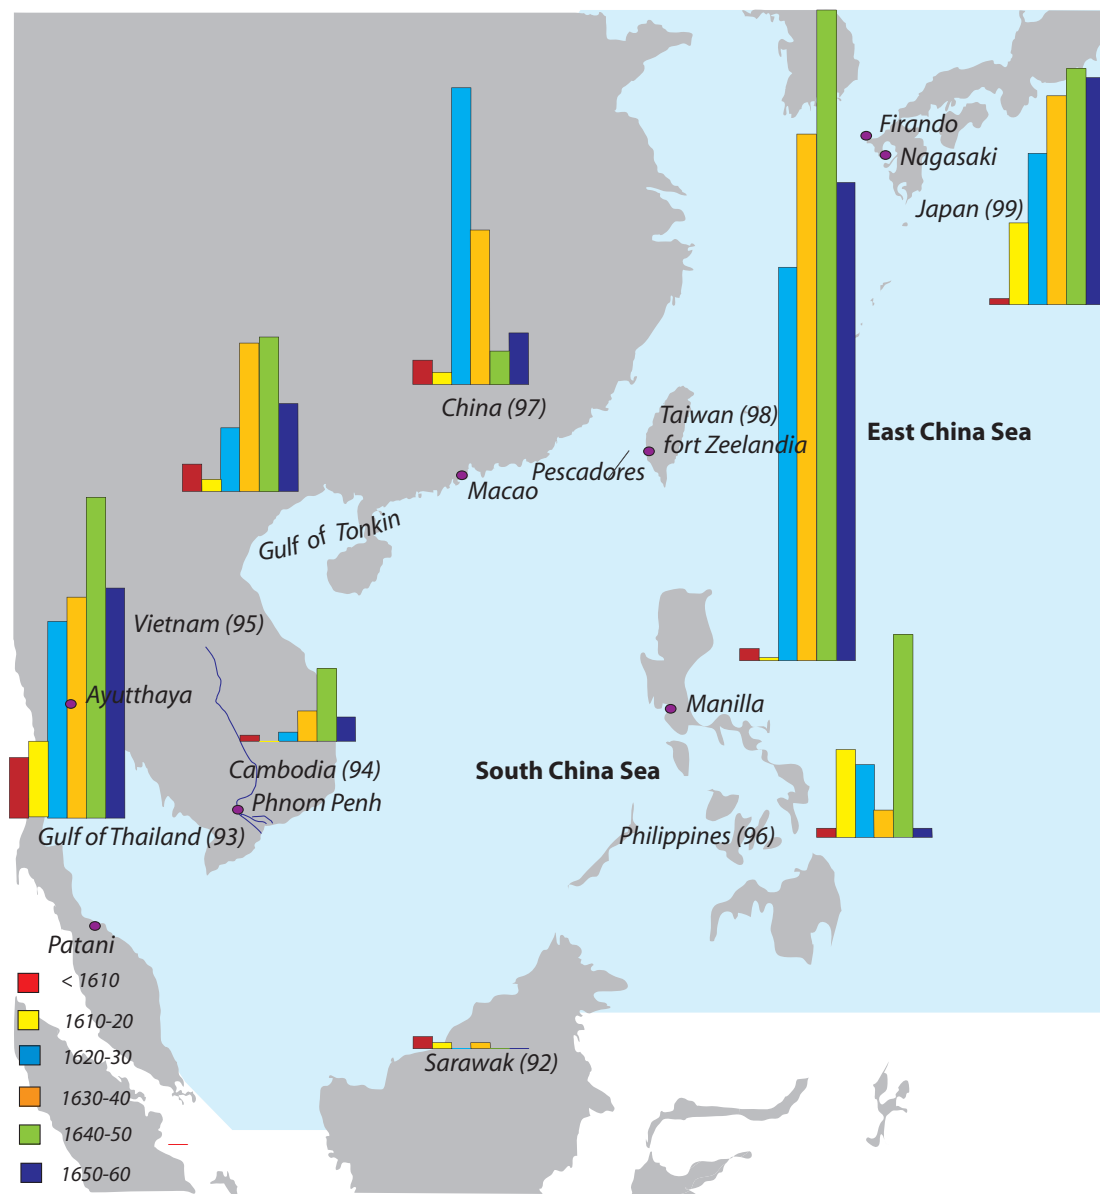 Firando
Nagasaki
Japan (99)
China (97)
Taiwan (98)
fort Zeelandia
East China Sea
Pescadores
Macao
Gulf of Tonkin
Vietnam (95)
Ayutthaya
Manilla
Cambodia (94)
South China Sea
Phnom Penh
Gulf of Thailand (93)
Philippines (96)
Patani
< 1610
1610-20
1620-30
1630-40
1640-50
1650-60
Sarawak (92)